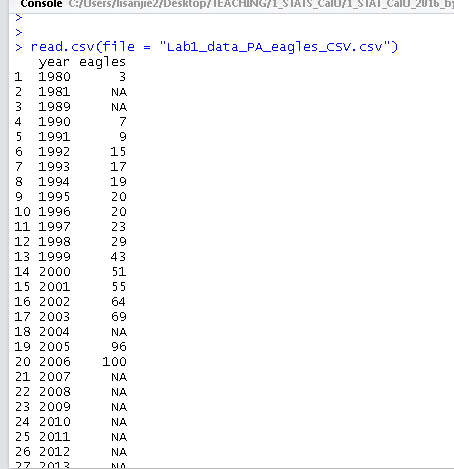 Console C:/Users/lisanjie2/Desktop/TEACHING/1_STATS_CalU/1_STAT_CalU_2016_by
>
>
> read.csv(file = "Lab1_data_PA_eagles_CSV.csv")
year eagles
1 1980 3
2 1981 NA
3 1989 NA
4 1990 7
5 1991 9
6 1992 15
7 1993 17
8 1994 19
9 1995 20
10 1996 20
11 1997 23
12 1998 29
13 1999 43
14 2000 51
15 2001 55
16 2002 64
17 2003 69
18 2004 NA
19 2005 96
20 2006 100
21 2007 NA
22 2008 NA
23 2009 NA
24 2010 NA
25 2011 NA
26 2012 NA
27 2013 NA